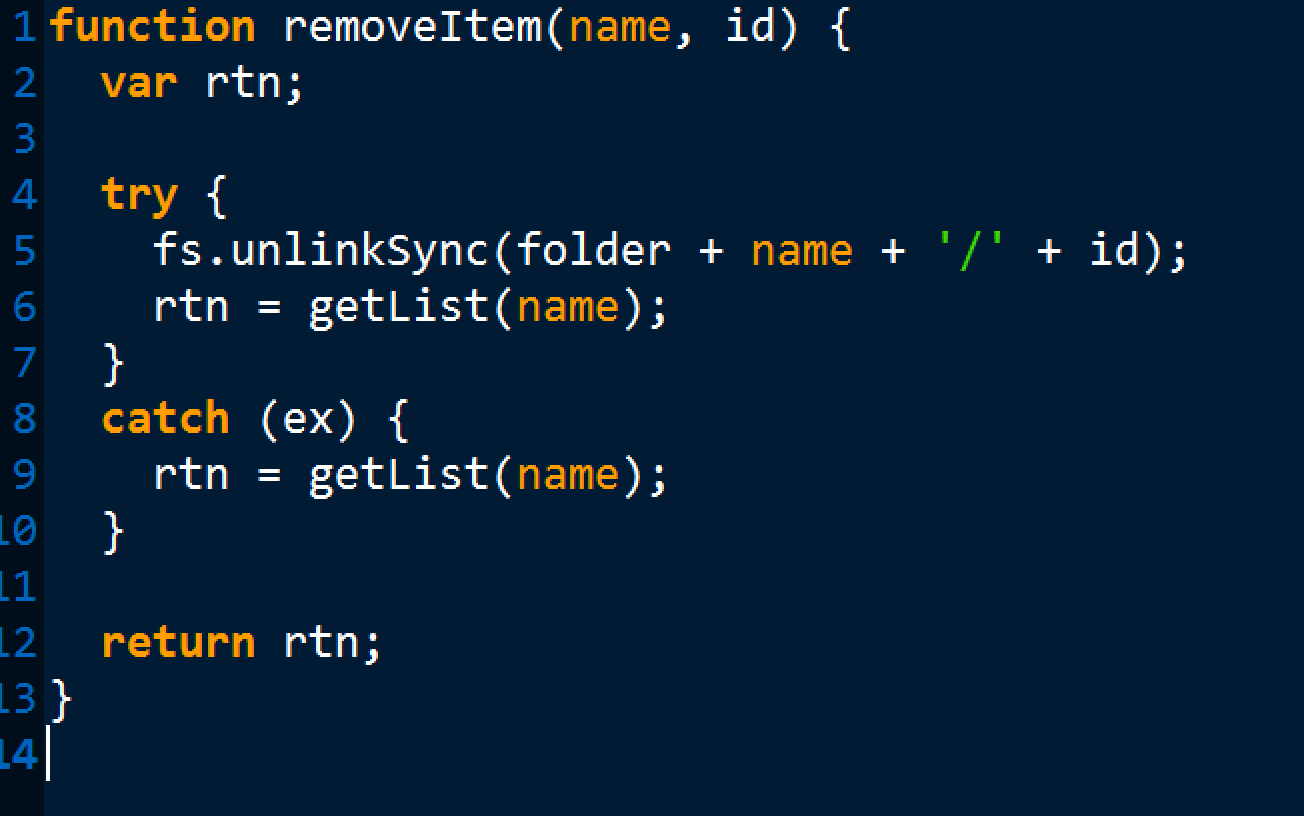 1 function removeItem(name, id) {
2   var rtn;
3
4   try {
5     fs.unlinkSync(folder + name + '/' + id);
6     rtn = getList(name);
7   }
8   catch (ex) {
9     rtn = getList(name);
10   }
11
12   return rtn;
13 }
14